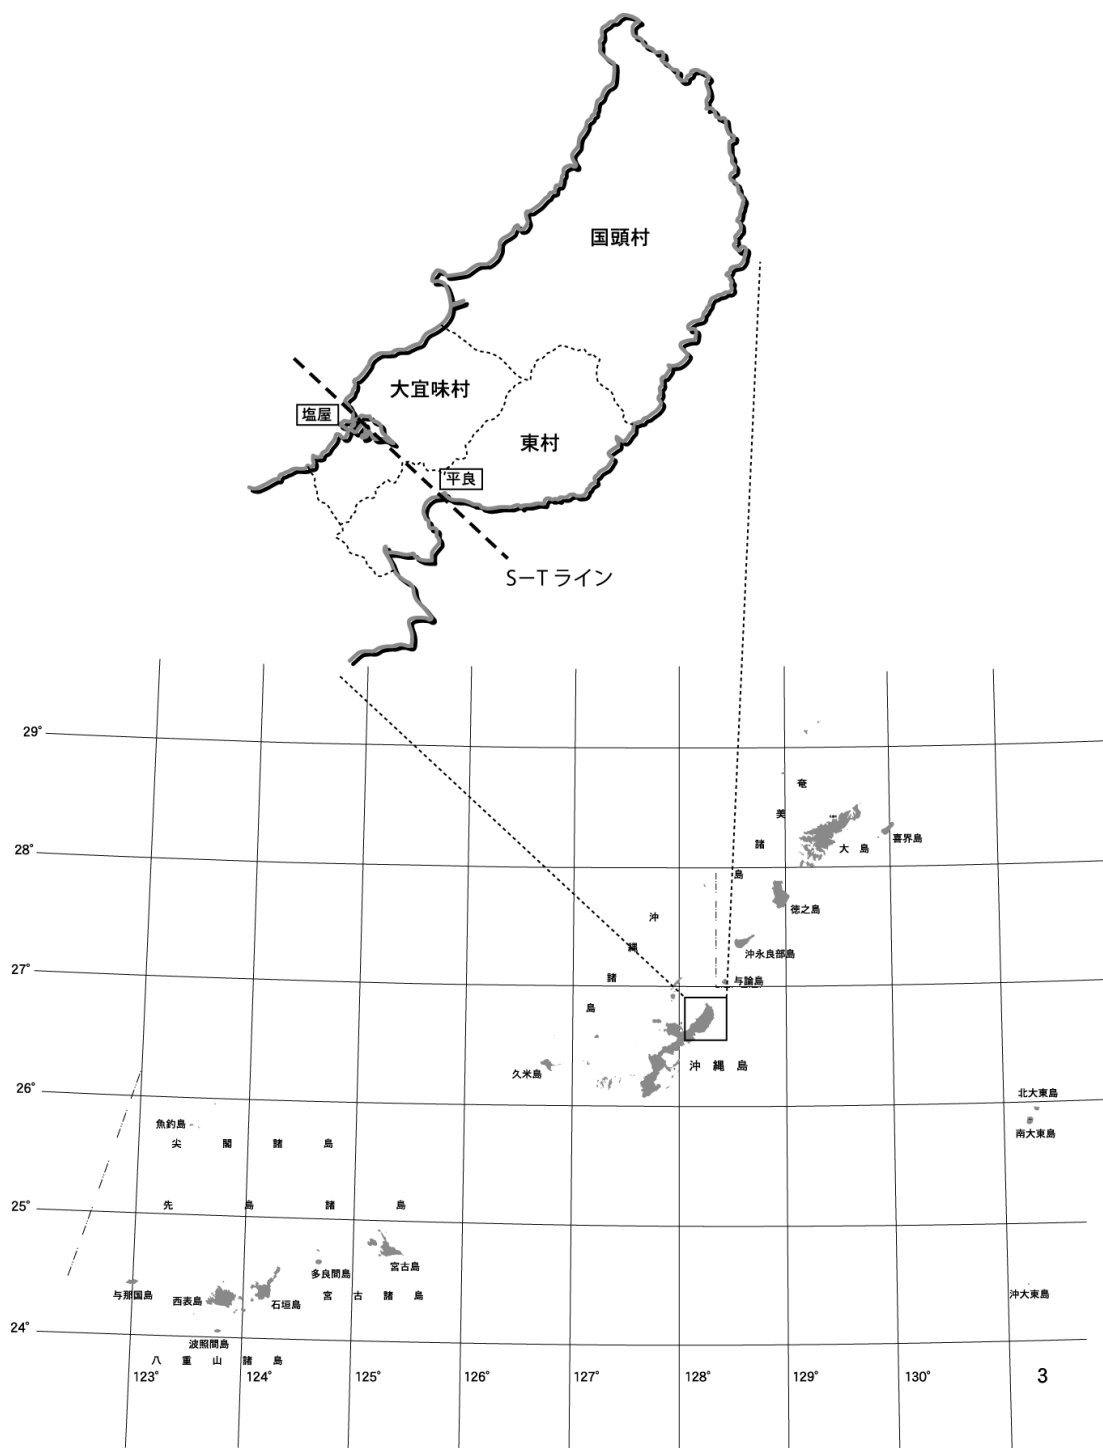 国頭村
大宜味村
塩屋
東村
平良
S−Tライン
29°
奄
美
諸
島
大 島
喜界島
28°
徳之島
沖
縄
諸
島
沖永良部島
27°
与論島
久米島
沖 縄 島
26°
北大東島
南大東島
魚釣島
尖 閣 諸 島
25°
先 島 諸 島
宮古島
多良間島
宮 古 諸 島
与那国島
西表島
石垣島
沖大東島
24°
波照間島
八 重 山 諸 島
123°
124°
125°
126°
127°
128°
129°
130°
3